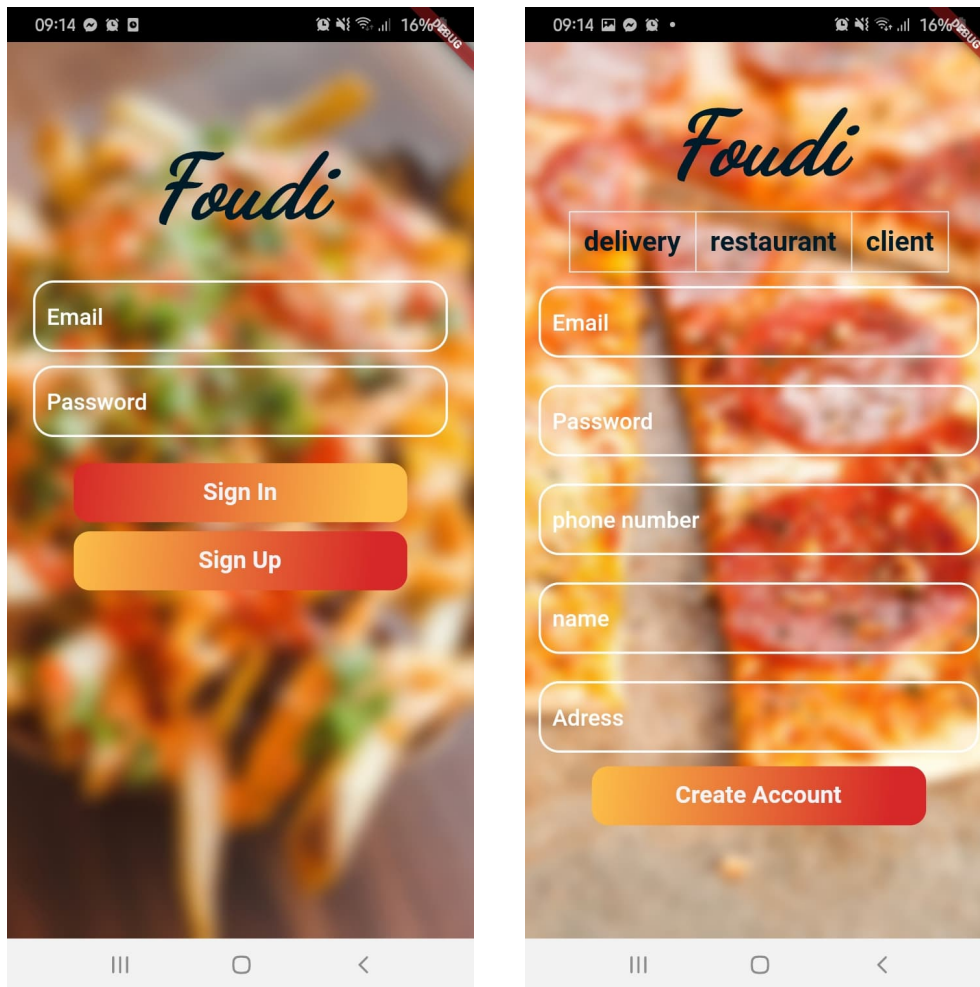 09:14
16%
DEBUG
Foudi
Email
Password
Sign In
Sign Up
09:14
16%
DEBUG
Foudi
delivery restaurant client
Email
Password
phone number
name
Adress
Create Account